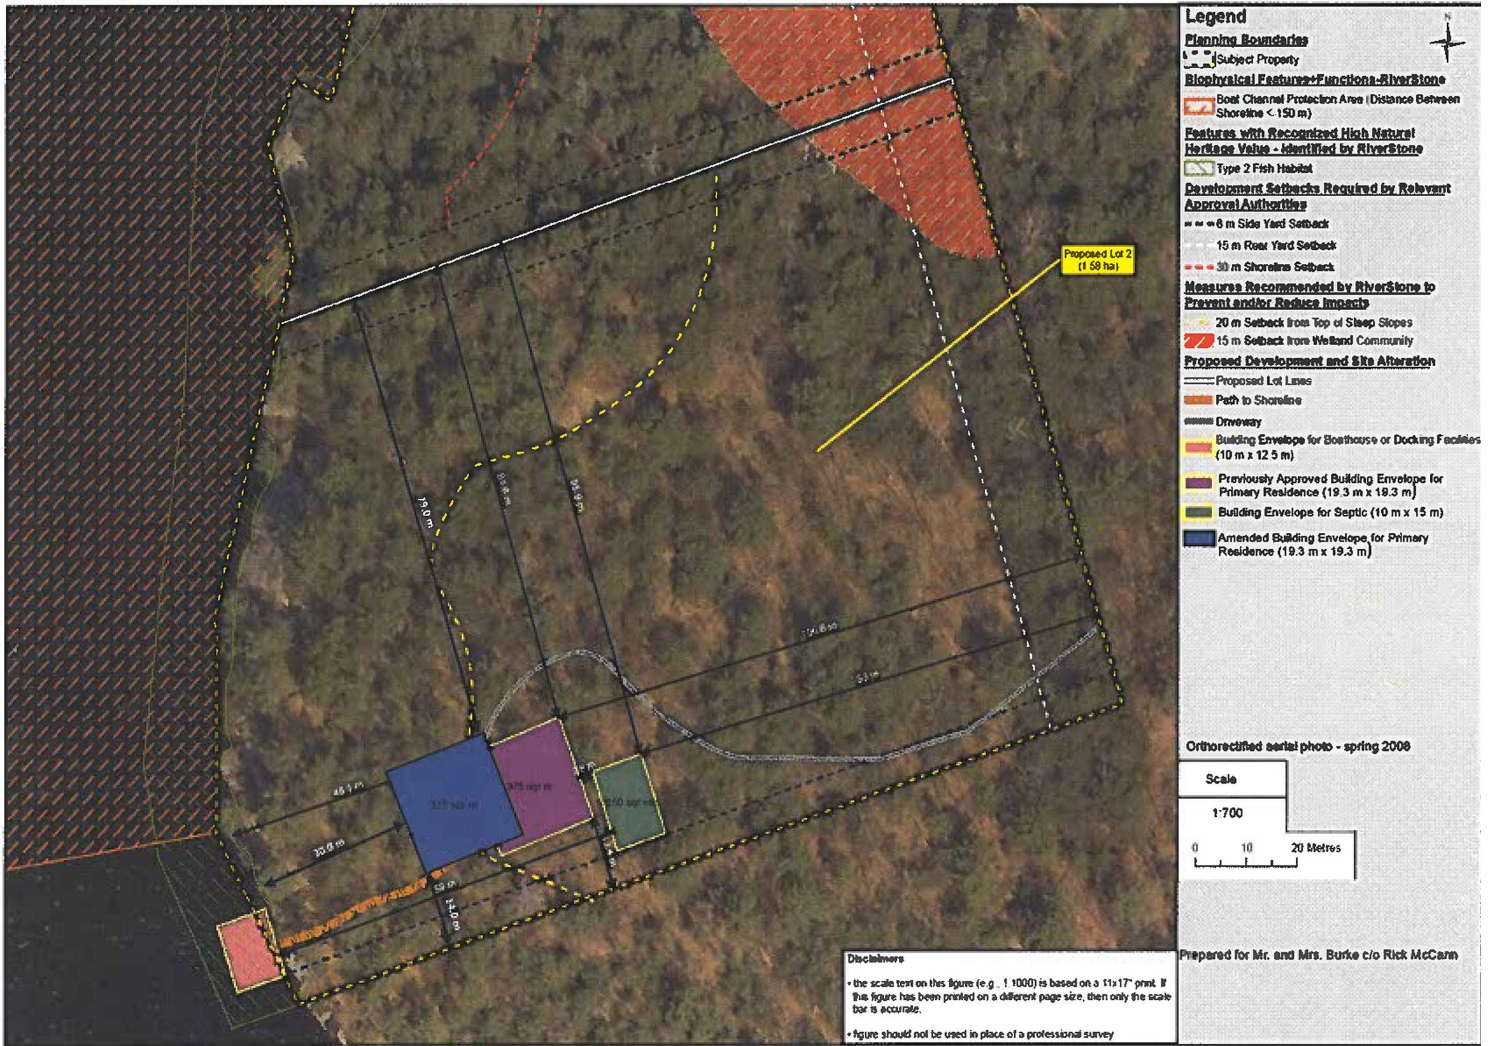 Legend
N
Planning Boundaries
Subject Property
Biophysical Features+Functions-RiverStone
Boat Channel Protection Area (Distance Between
Shoreline < 150 m)
Features with Recognized High Natural
Heritage Value - Identified by RiverStone
Type 2 Fish Habitat
Development Setbacks Required by Relevant
Approval Authorities
6 m Side Yard Setback
15 m Rear Yard Setback
30 m Shoreline Setback
Measures Recommended by RiverStone to
Prevent and/or Reduce Impacts
20 m Setback from Top of Steep Slopes
15 m Setback from Wetland Community
Proposed Development and Site Alteration
Proposed Lot Lines
Path to Shoreline
Driveway
Building Envelope for Boathouse or Docking Facilities
(10 m x 12.5 m)
Previously Approved Building Envelope for
Primary Residence (19.3 m x 19.3 m)
Building Envelope for Septic (10 m x 15 m)
Amended Building Envelope for Primary
Residence (19.3 m x 19.3 m)
Orthorectified aerial photo - spring 2008
Scale
1:700
0 10 20 Metres
Prepared for Mr. and Mrs. Burke c/o Rick McCann
Proposed Lot 2
(1.58 ha)
79.0 m
sqr m
sqr m
sqr m
30.0 m
14.0 m
Disclaimers
• the scale text on this figure (e.g., 1:1000) is based on a 11x17" print. If
this figure has been printed on a different page size, then only the scale
bar is accurate.
• figure should not be used in place of a professional survey